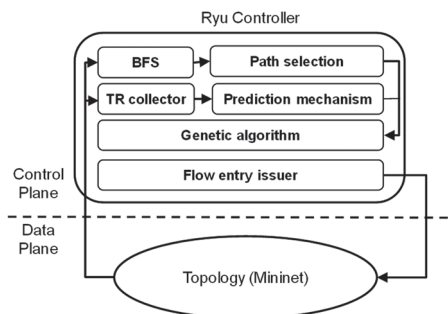 Ryu Controller
BFS
Path selection
TR collector
Prediction mechanism
Genetic algorithm
Flow entry issuer
Control
Plane
Data
Plane
Topology (Mininet)